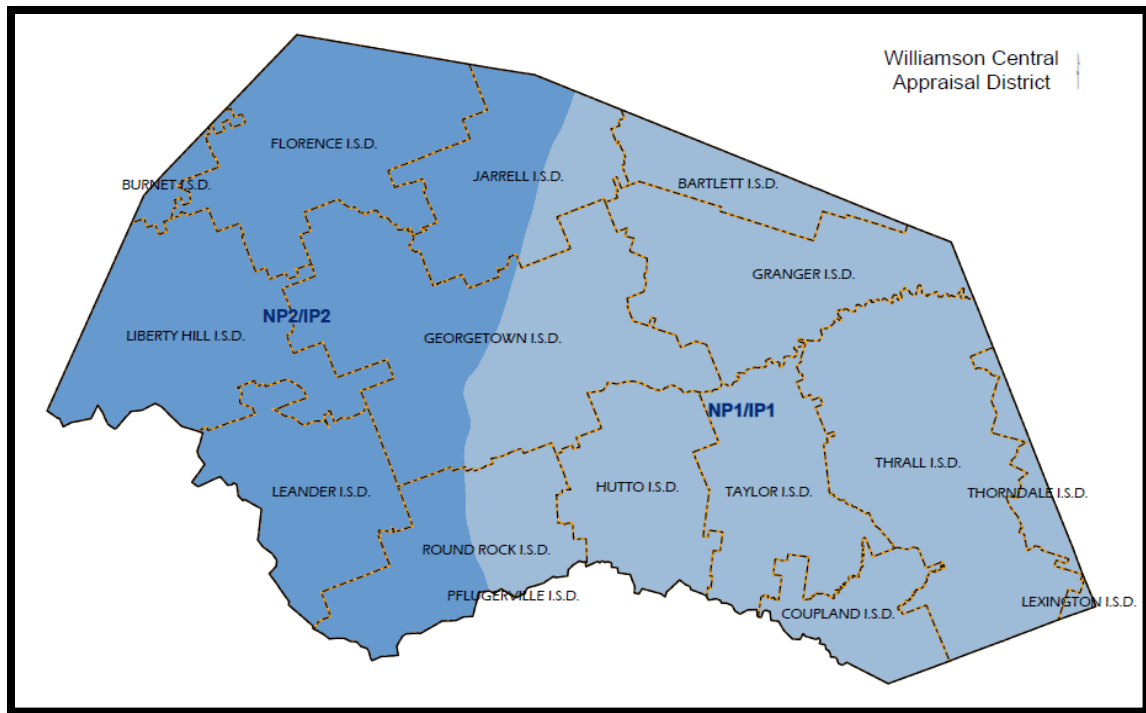 Williamson Central
Appraisal District
FLORENCE I.S.D.
JARRELL I.S.D.
BURNET I.S.D.
BARTLETT I.S.D.
GRANGER I.S.D.
NP2/IP2
LIBERTY HILL I.S.D.
GEORGETOWN I.S.D.
NP1/IP1
THRALL I.S.D.
LEANDER I.S.D.
HUTTO I.S.D.
TAYLOR I.S.D.
THORNDALE I.S.D.
ROUND ROCK I.S.D.
PFLUGERVILLE I.S.D.
COUPLAND I.S.D.
LEXINGTON I.S.D.